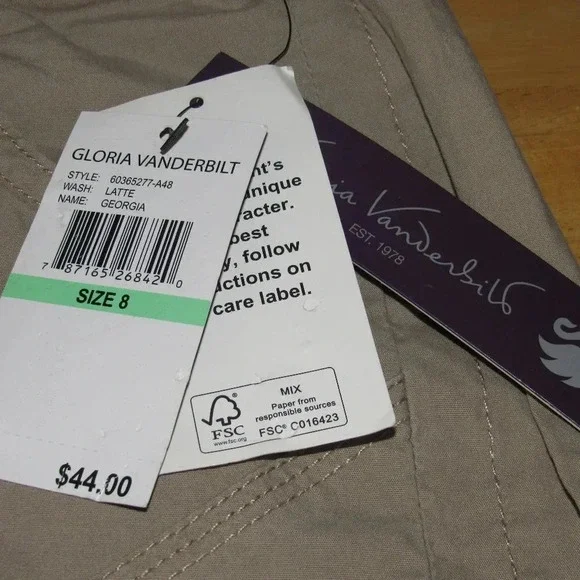 GLORIA VANDERBILT
STYLE: 60365277-A48
WASH: LATTE
NAME: GEORGIA
7 87165 26842 0
SIZE 8
$44.00
nt's
nique
racter.
best
y, follow
ctions on
care label.
FSC
www.fsc.org
MIX
Paper from
responsible sources
FSC® C016423
ia Vanderbilt
EST. 1978